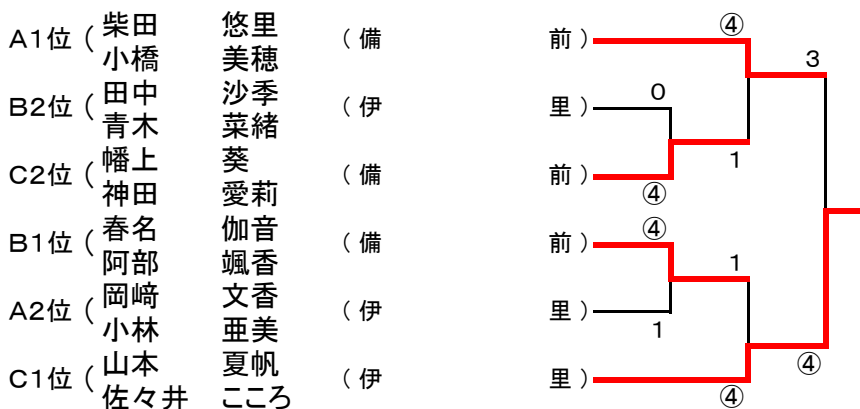 柴田 悠里 ④
A1位( (備 前)
小橋 美穂 3
田中 沙季 0
B2位( (伊 里)
青木 菜緒
幡上 葵 1
C2位( (備 前)
神田 愛莉 ④
春名 伽音 ④
B1位( (備 前)
阿部 颯香 1
岡﨑 文香
A2位( (伊 里)
小林 亜美 1
山本 夏帆 ④
C1位( (伊 里)
佐々井 こころ ④